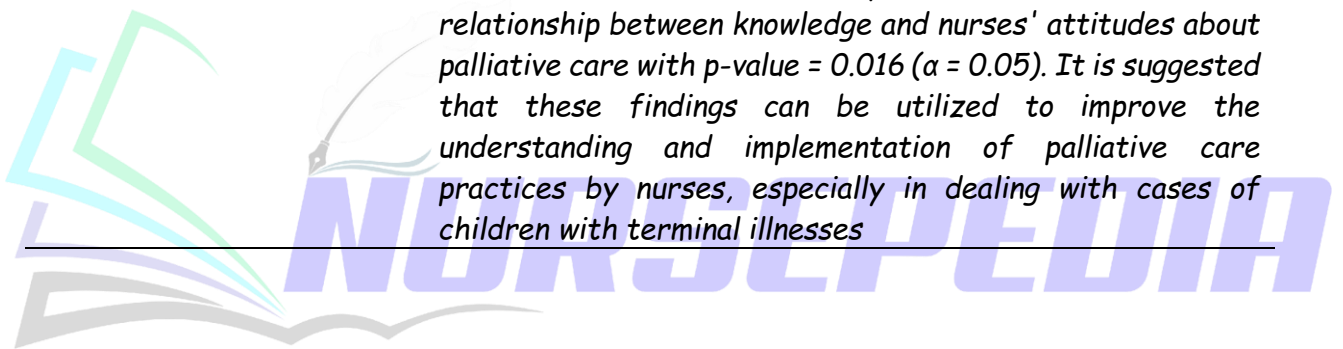 relationship between knowledge and nurses' attitudes about
palliative care with p-value = 0.016 (α = 0.05). It is suggested
that these findings can be utilized to improve the
understanding and implementation of palliative care
practices by nurses, especially in dealing with cases of
children with terminal illnesses
NURSEPEDIA